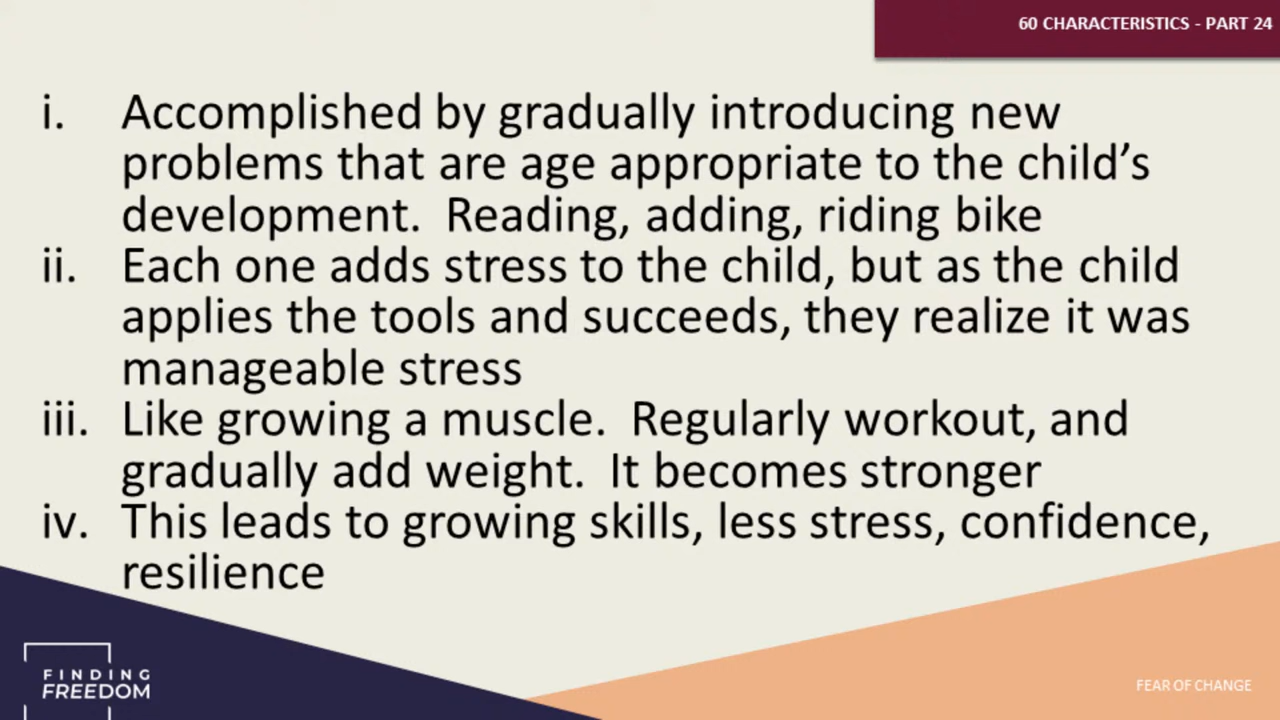 60 CHARACTERISTICS - PART 24
i. Accomplished by gradually introducing new
problems that are age appropriate to the child’s
development.  Reading, adding, riding bike
ii. Each one adds stress to the child, but as the child
applies the tools and succeeds, they realize it was
manageable stress
iii. Like growing a muscle.  Regularly workout, and
gradually add weight.  It becomes stronger
iv. This leads to growing skills, less stress, confidence,
resilience
FINDING
FREEDOM
FEAR OF CHANGE